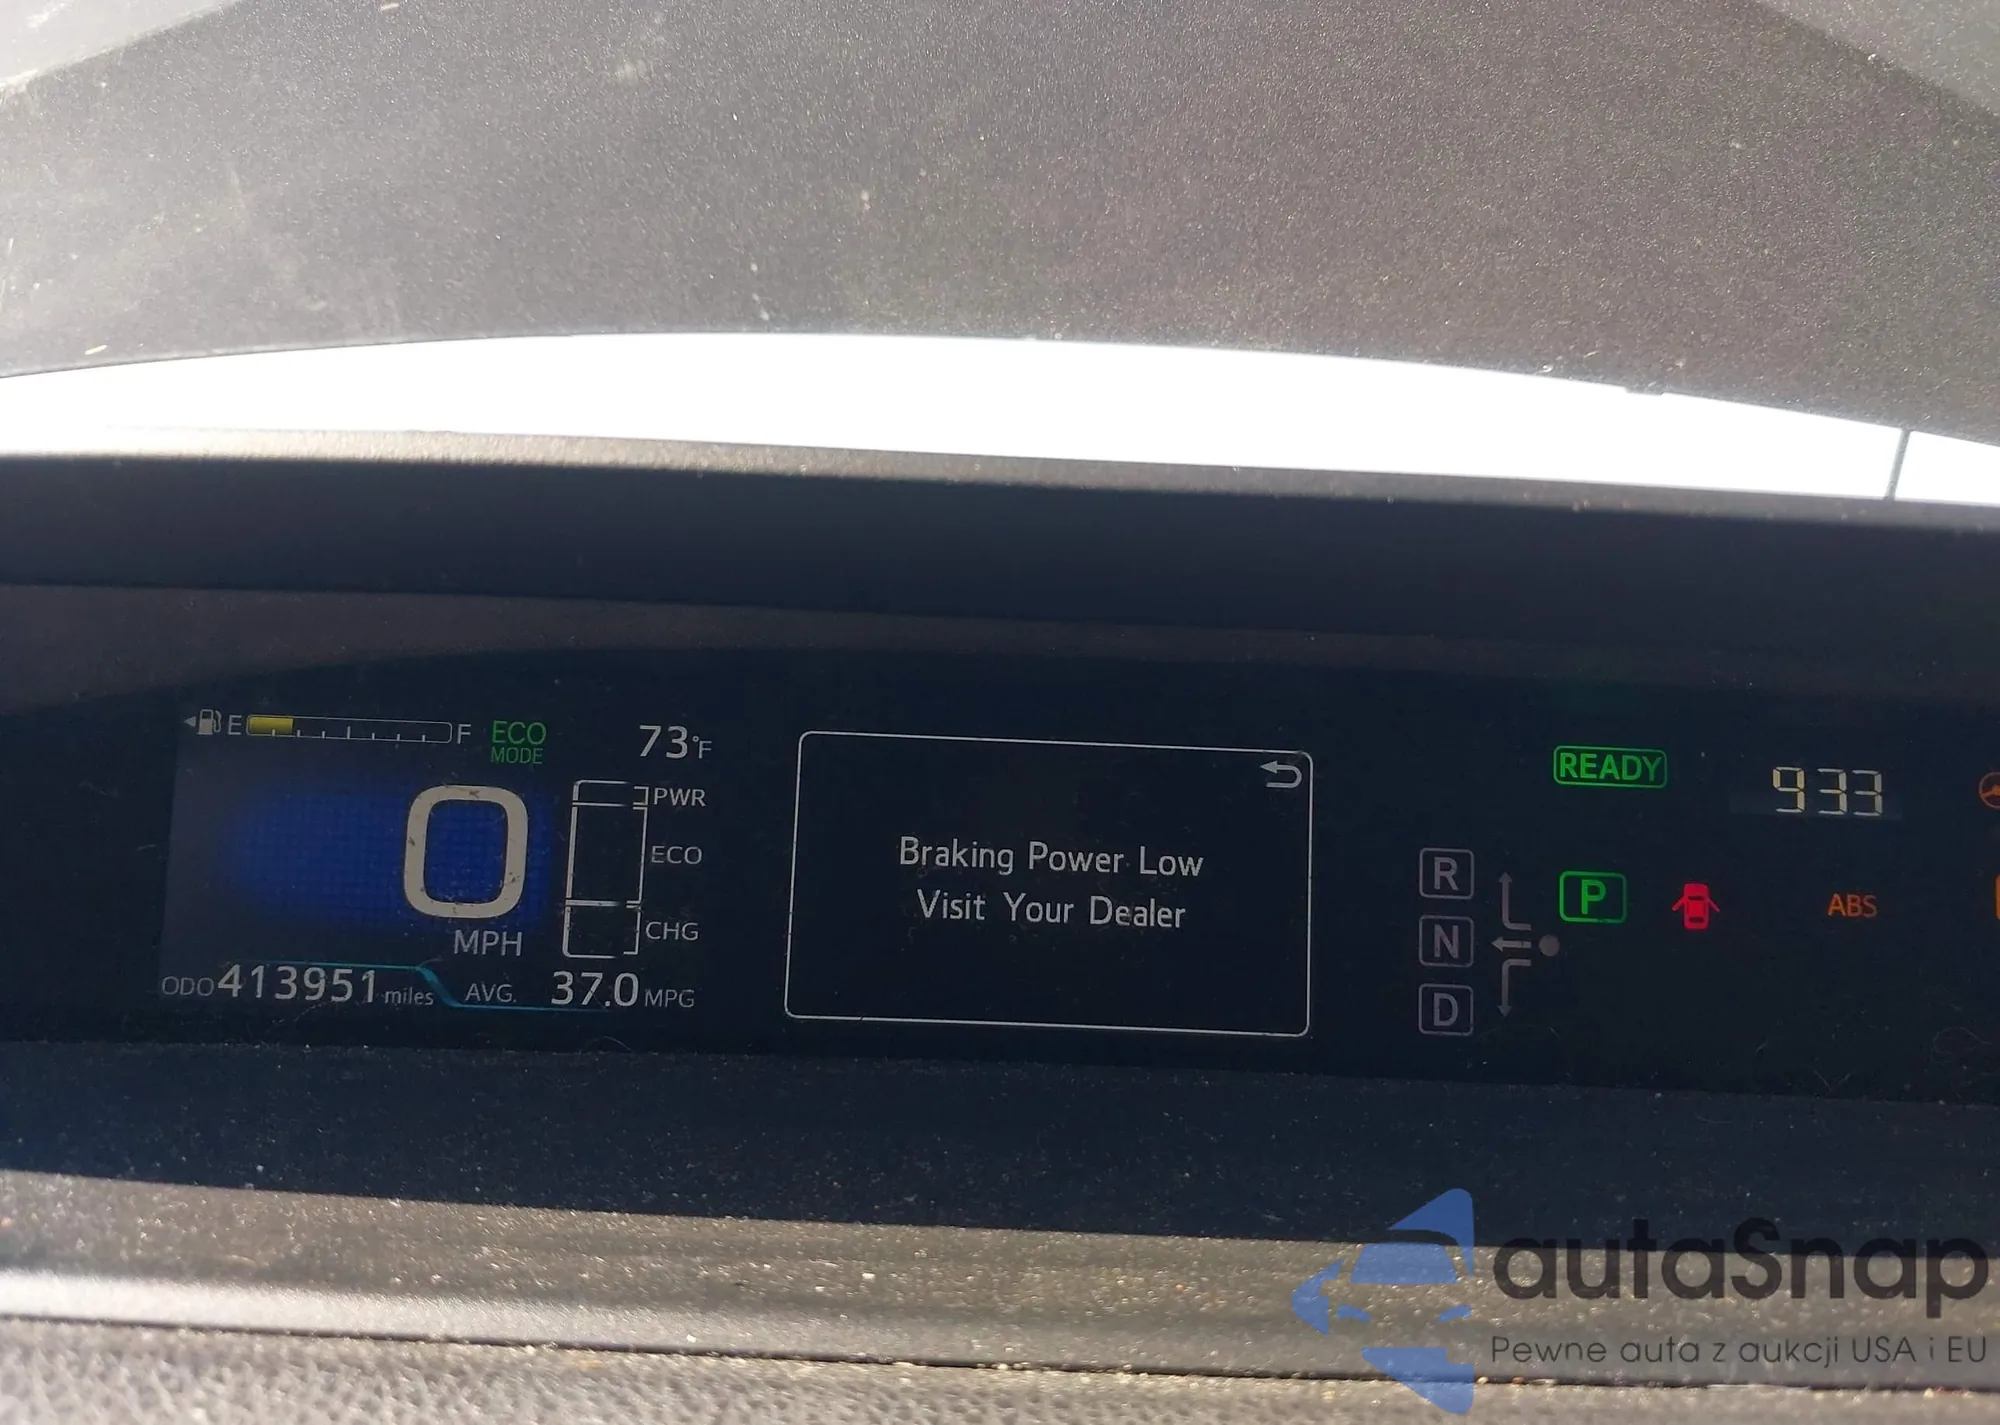 E F ECO
MODE
73°F
PWR
ECO
CHG
0
MPH
ODO 413951 miles AVG. 37.0 MPG
Braking Power Low
Visit Your Dealer
READY
933
R
N
D
P
ABS
autaSnap
Pewne auta z aukcji USA i EU